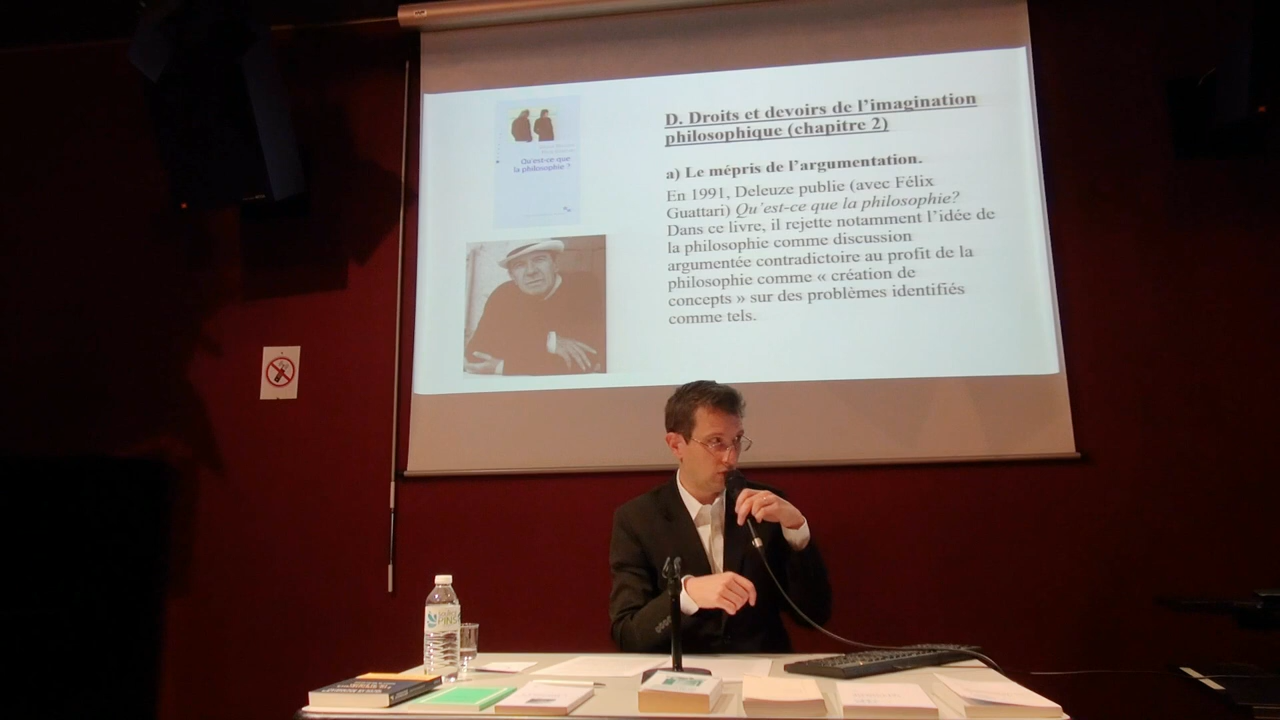 D. Droits et devoirs de l’imagination
philosophique (chapitre 2)
a) Le mépris de l’argumentation.
En 1991, Deleuze publie (avec Félix
Guattari) Qu’est-ce que la philosophie?
Dans ce livre, il rejette notamment l’idée de
la philosophie comme discussion
argumentée contradictoire au profit de la
philosophie comme « création de
concepts » sur des problèmes identifiés
comme tels.
Qu'est-ce que
la philosophie ?
PINS